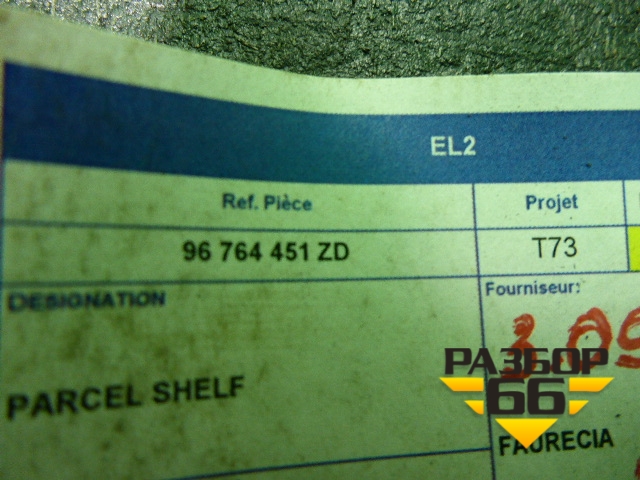 EL2
Ref. Pièce
Projet
96 764 451 ZD
T73
DESIGNATION
Fourniseur:
PARCEL SHELF
РАЗБОР
66
FAURECIA